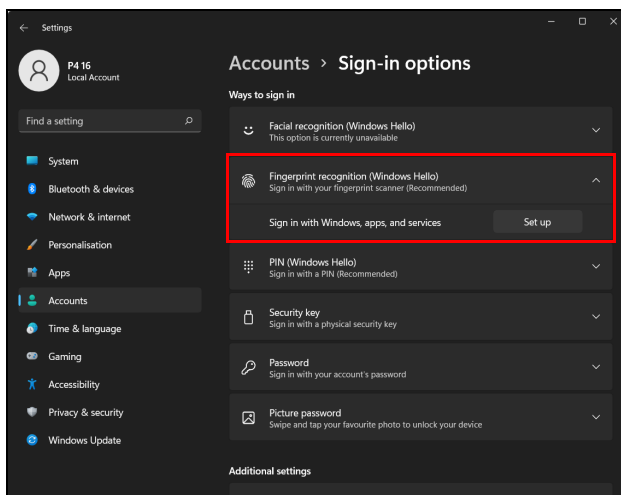 Settings
P4 16
Local Account
Find a setting
System
Bluetooth & devices
Network & internet
Personalisation
Apps
Accounts
Time & language
Gaming
Accessibility
Privacy & security
Windows Update
Accounts > Sign-in options
Ways to sign in
Facial recognition (Windows Hello)
This option is currently unavailable
Fingerprint recognition (Windows Hello)
Sign in with your fingerprint scanner (Recommended)
Sign in with Windows, apps, and services
Set up
PIN (Windows Hello)
Sign in with a PIN (Recommended)
Security key
Sign in with a physical security key
Password
Sign in with your account's password
Picture password
Swipe and tap your favourite photo to unlock your device
Additional settings